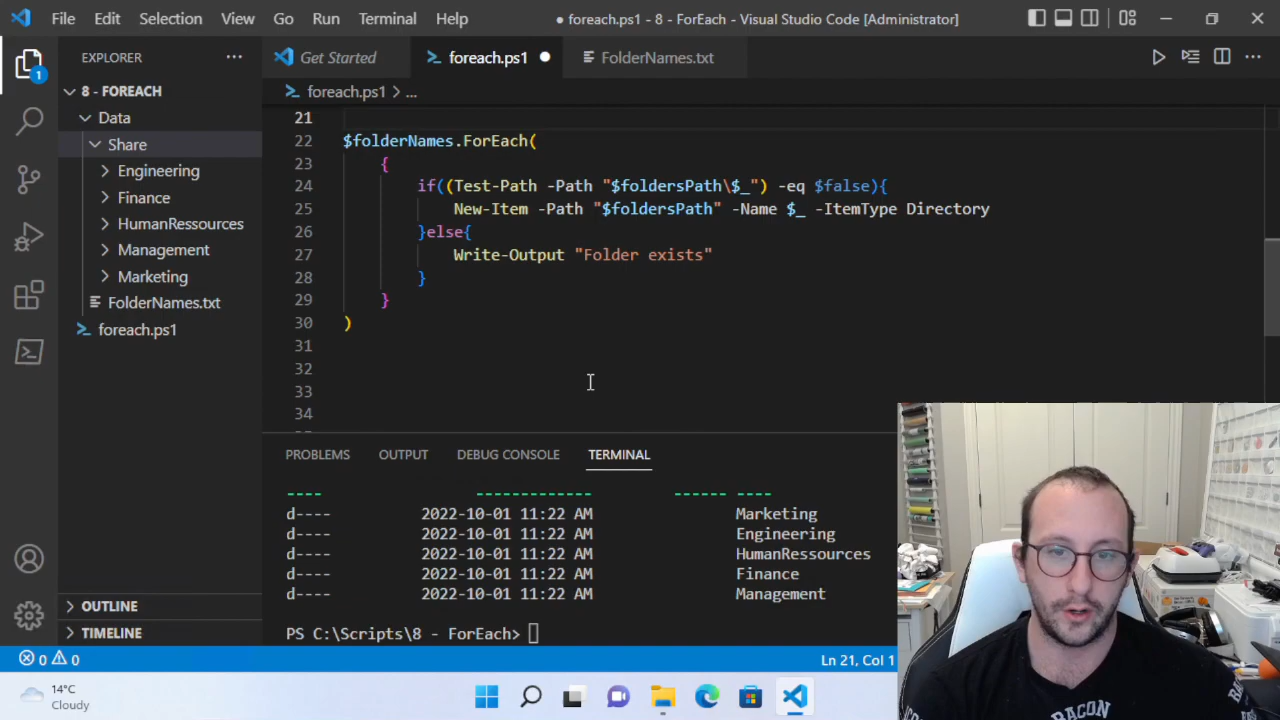 File Edit Selection View Go Run Terminal Help ● foreach.ps1 - 8 - ForEach - Visual Studio Code [Administrator]
EXPLORER ...
Get Started
foreach.ps1 ●
FolderNames.txt
1
8 - FOREACH
Data
Share
Engineering
Finance
HumanRessources
Management
Marketing
FolderNames.txt
foreach.ps1
OUTLINE
TIMELINE
foreach.ps1 > ...
21
22 $folderNames.ForEach(
23 {
24 if((Test-Path -Path "$foldersPath\$_") -eq $false){
25 New-Item -Path "$foldersPath" -Name $_ -ItemType Directory
26 }else{
27 Write-Output "Folder exists"
28 }
29 }
30 )
31
32
33
34
PROBLEMS OUTPUT DEBUG CONSOLE TERMINAL
---- ------------- ------ ----
d---- 2022-10-01 11:22 AM Marketing
d---- 2022-10-01 11:22 AM Engineering
d---- 2022-10-01 11:22 AM HumanRessources
d---- 2022-10-01 11:22 AM Finance
d---- 2022-10-01 11:22 AM Management
PS C:\Scripts\8 - ForEach>
0 0
Ln 21, Col 1
14°C
Cloudy
BACON